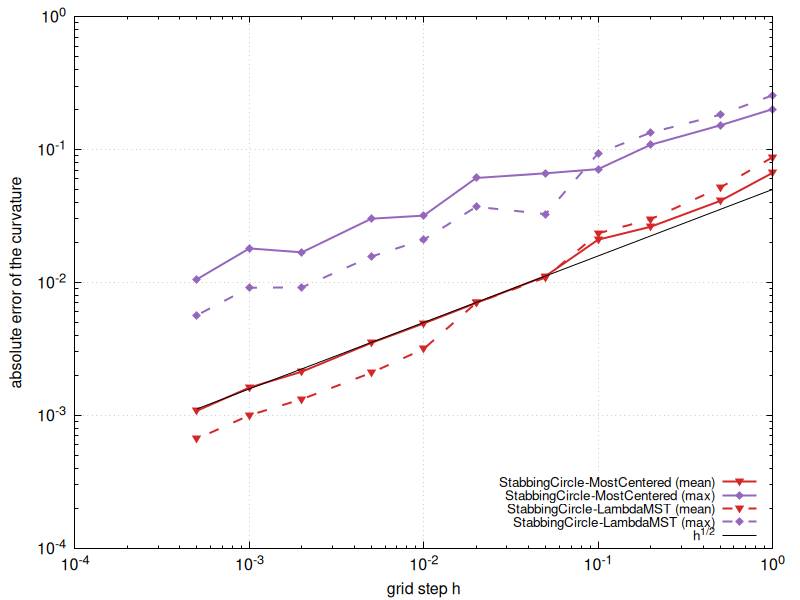 10^0
10^-1
10^-2
10^-3
10^-4
absolute error of the curvature
StabbingCircle-MostCentered (mean)
StabbingCircle-MostCentered (max)
StabbingCircle-LambdaMST (mean)
StabbingCircle-LambdaMST (max)
h^1/2
10^-4 10^-3 10^-2 10^-1 10^0
grid step h